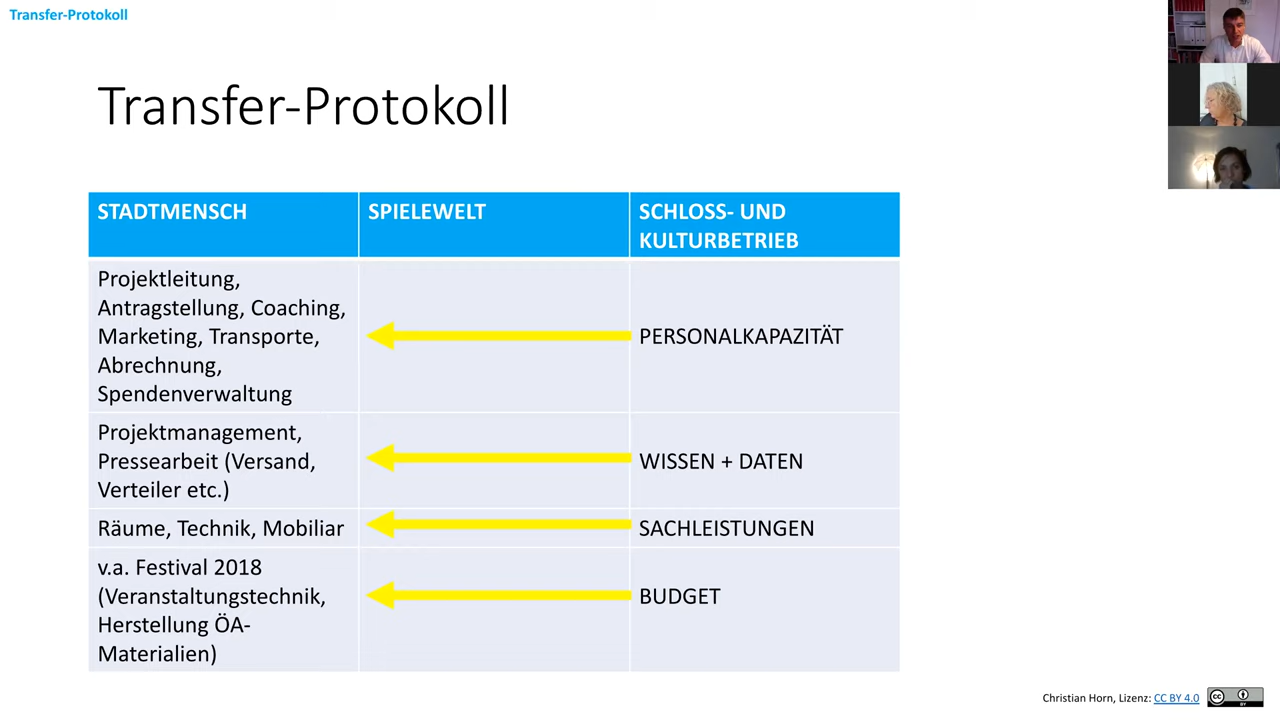 Transfer-Protokoll
Transfer-Protokoll
STADTMENSCH
SPIELEWELT
SCHLOSS- UND
KULTURBETRIEB
Projektleitung,
Antragstellung, Coaching,
Marketing, Transporte,
Abrechnung,
Spendenverwaltung
PERSONALKAPAZITÄT
Projektmanagement,
Pressearbeit (Versand,
Verteiler etc.)
WISSEN + DATEN
Räume, Technik, Mobiliar
SACHLEISTUNGEN
v.a. Festival 2018
(Veranstaltungstechnik,
Herstellung ÖA-
Materialien)
BUDGET
Christian Horn, Lizenz: CC BY 4.0
cc
BY